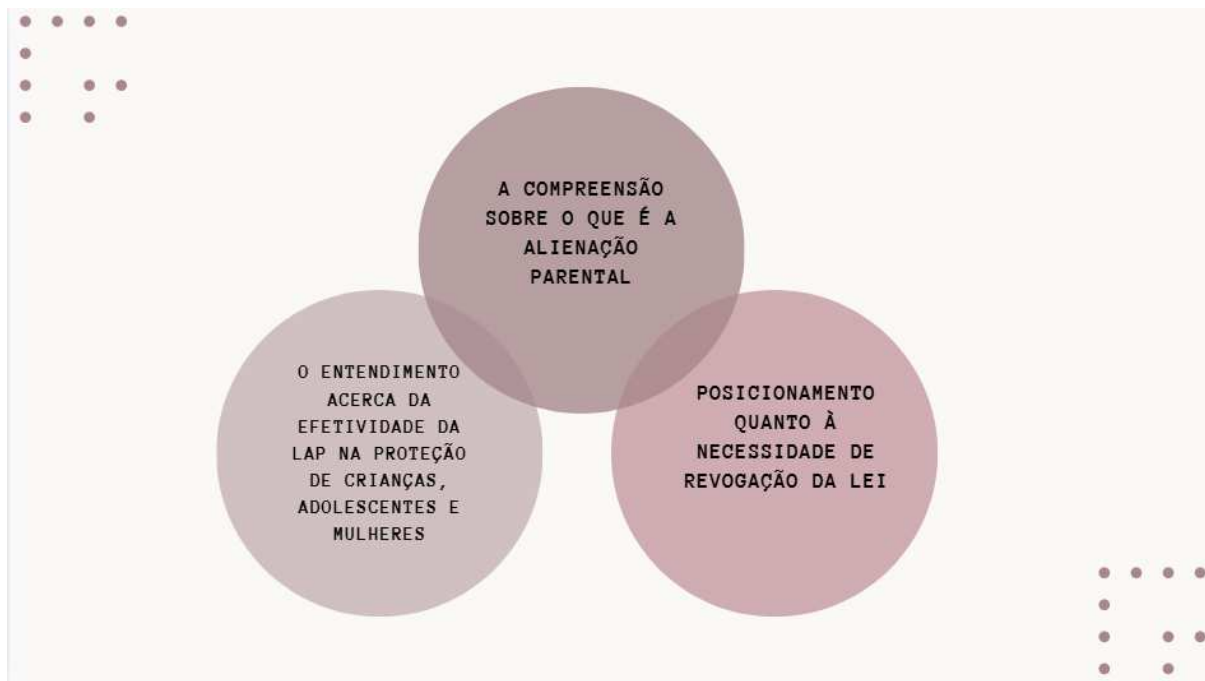 A COMPREENSÃO
SOBRE O QUE É A
ALIENAÇÃO
PARENTAL
O ENTENDIMENTO
ACERCA DA
EFETIVIDADE DA
LAP NA PROTEÇÃO
DE CRIANÇAS,
ADOLESCENTES E
MULHERES
POSICIONAMENTO
QUANTO À
NECESSIDADE DE
REVOGAÇÃO DA LEI